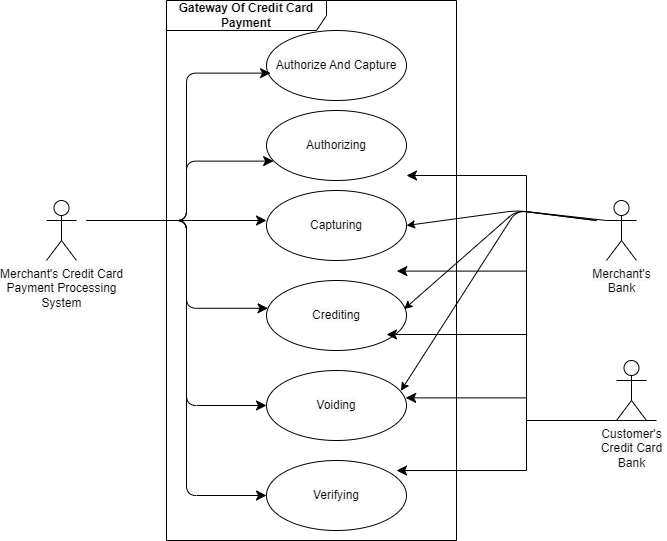 Gateway Of Credit Card
Payment
Authorize And Capture
Authorizing
Capturing
Merchant's Credit Card
Payment Processing
System
Merchant's
Bank
Crediting
Voiding
Customer's
Credit Card
Bank
Verifying